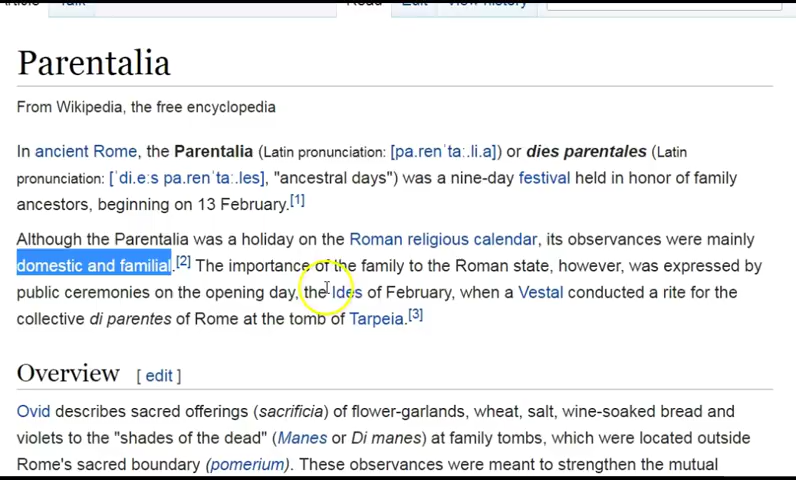 Article Talk Read Edit View history
Parentalia
From Wikipedia, the free encyclopedia
In ancient Rome, the Parentalia (Latin pronunciation: [pa.renˈtaː.li.a]) or dies parentales (Latin
pronunciation: [ˈdi.eːs pa.renˈtaː.les], "ancestral days") was a nine-day festival held in honor of family
ancestors, beginning on 13 February.[1]
Although the Parentalia was a holiday on the Roman religious calendar, its observances were mainly
domestic and familial.[2] The importance of the family to the Roman state, however, was expressed by
public ceremonies on the opening day, the Ides of February, when a Vestal conducted a rite for the
collective di parentes of Rome at the tomb of Tarpeia.[3]
Overview [ edit ]
Ovid describes sacred offerings (sacrificia) of flower-garlands, wheat, salt, wine-soaked bread and
violets to the "shades of the dead" (Manes or Di manes) at family tombs, which were located outside
Rome's sacred boundary (pomerium). These observances were meant to strengthen the mutual